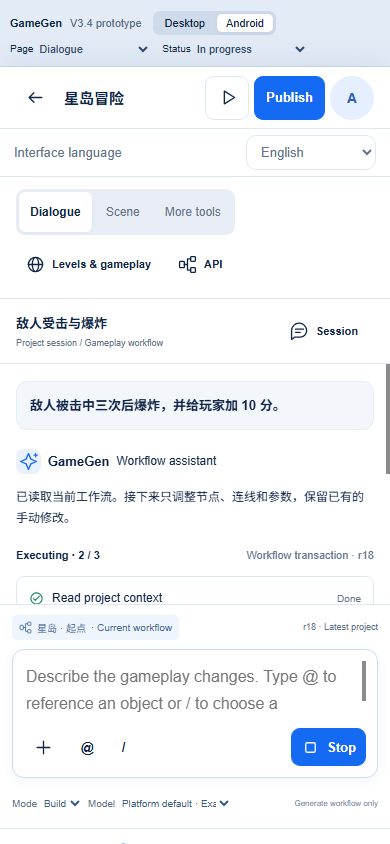 GameGen V3.4 prototype Desktop Android
Page Dialogue Status In progress
星岛冒险 Publish A
Interface language English
Dialogue Scene More tools
Levels & gameplay API
敌人受击与爆炸
Project session / Gameplay workflow
Session
敌人被击中三次后爆炸，并给玩家加 10 分。
GameGen Workflow assistant
已读取当前工作流。接下来只调整节点、连线和参数，保留已有的
手动修改。
Executing · 2 / 3 Workflow transaction · r18
Read project context Done
星岛 · 起点 · Current workflow r18 · Latest project
Describe the gameplay changes. Type @ to
reference an object or / to choose a
@ / Stop
Mode Build Model Platform default · Exa Generate workflow only